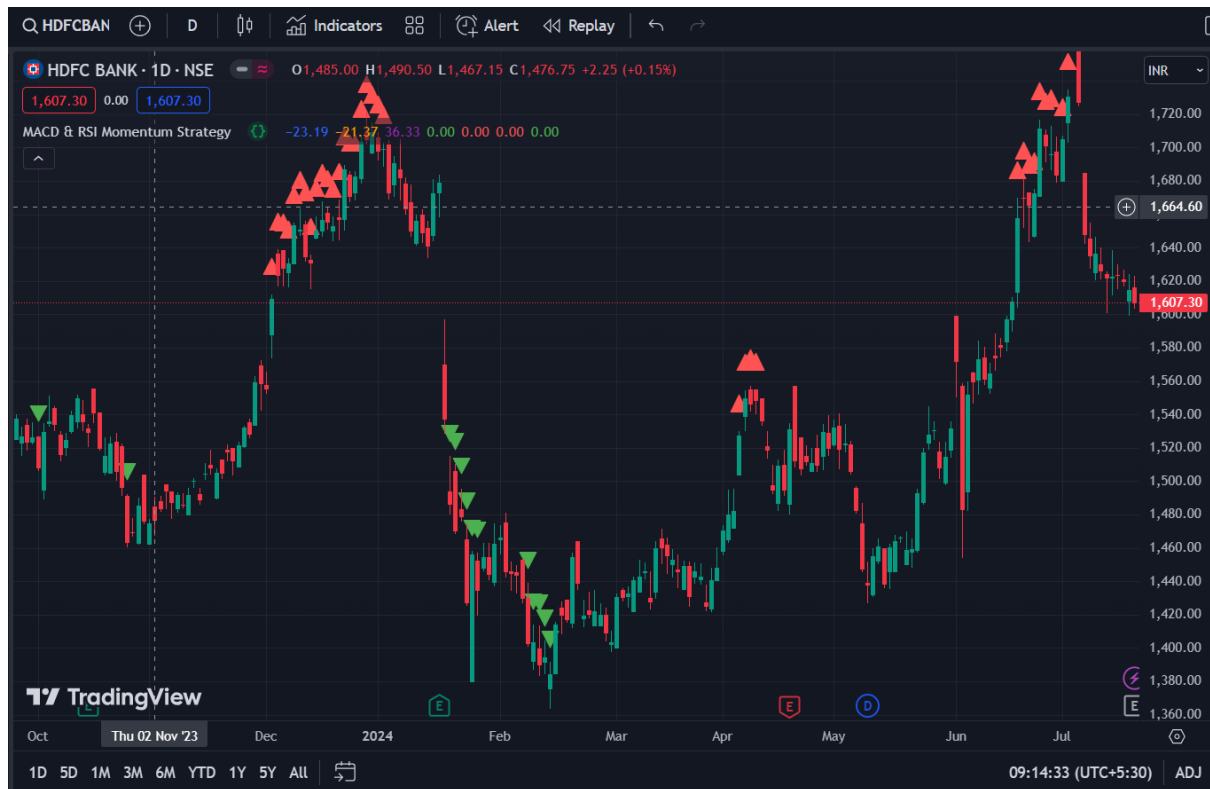 HDFCBAN D Indicators Alert Replay
HDFC BANK · 1D · NSE O1,485.00 H1,490.50 L1,467.15 C1,476.75 +2.25 (+0.15%)
INR
1,607.30 0.00 1,607.30
MACD & RSI Momentum Strategy {} −23.19 −21.37 36.33 0.00 0.00 0.00 0.00
1,720.00
1,700.00
1,680.00
1,664.60
1,640.00
1,620.00
1,607.30
1,600.00
1,580.00
1,560.00
1,540.00
1,520.00
1,500.00
1,480.00
1,460.00
1,440.00
1,420.00
1,400.00
1,380.00
TradingView
E E D E
1,360.00
Oct Thu 02 Nov '23 Dec 2024 Feb Mar Apr May Jun Jul
1D 5D 1M 3M 6M YTD 1Y 5Y All 09:14:33 (UTC+5:30) ADJ